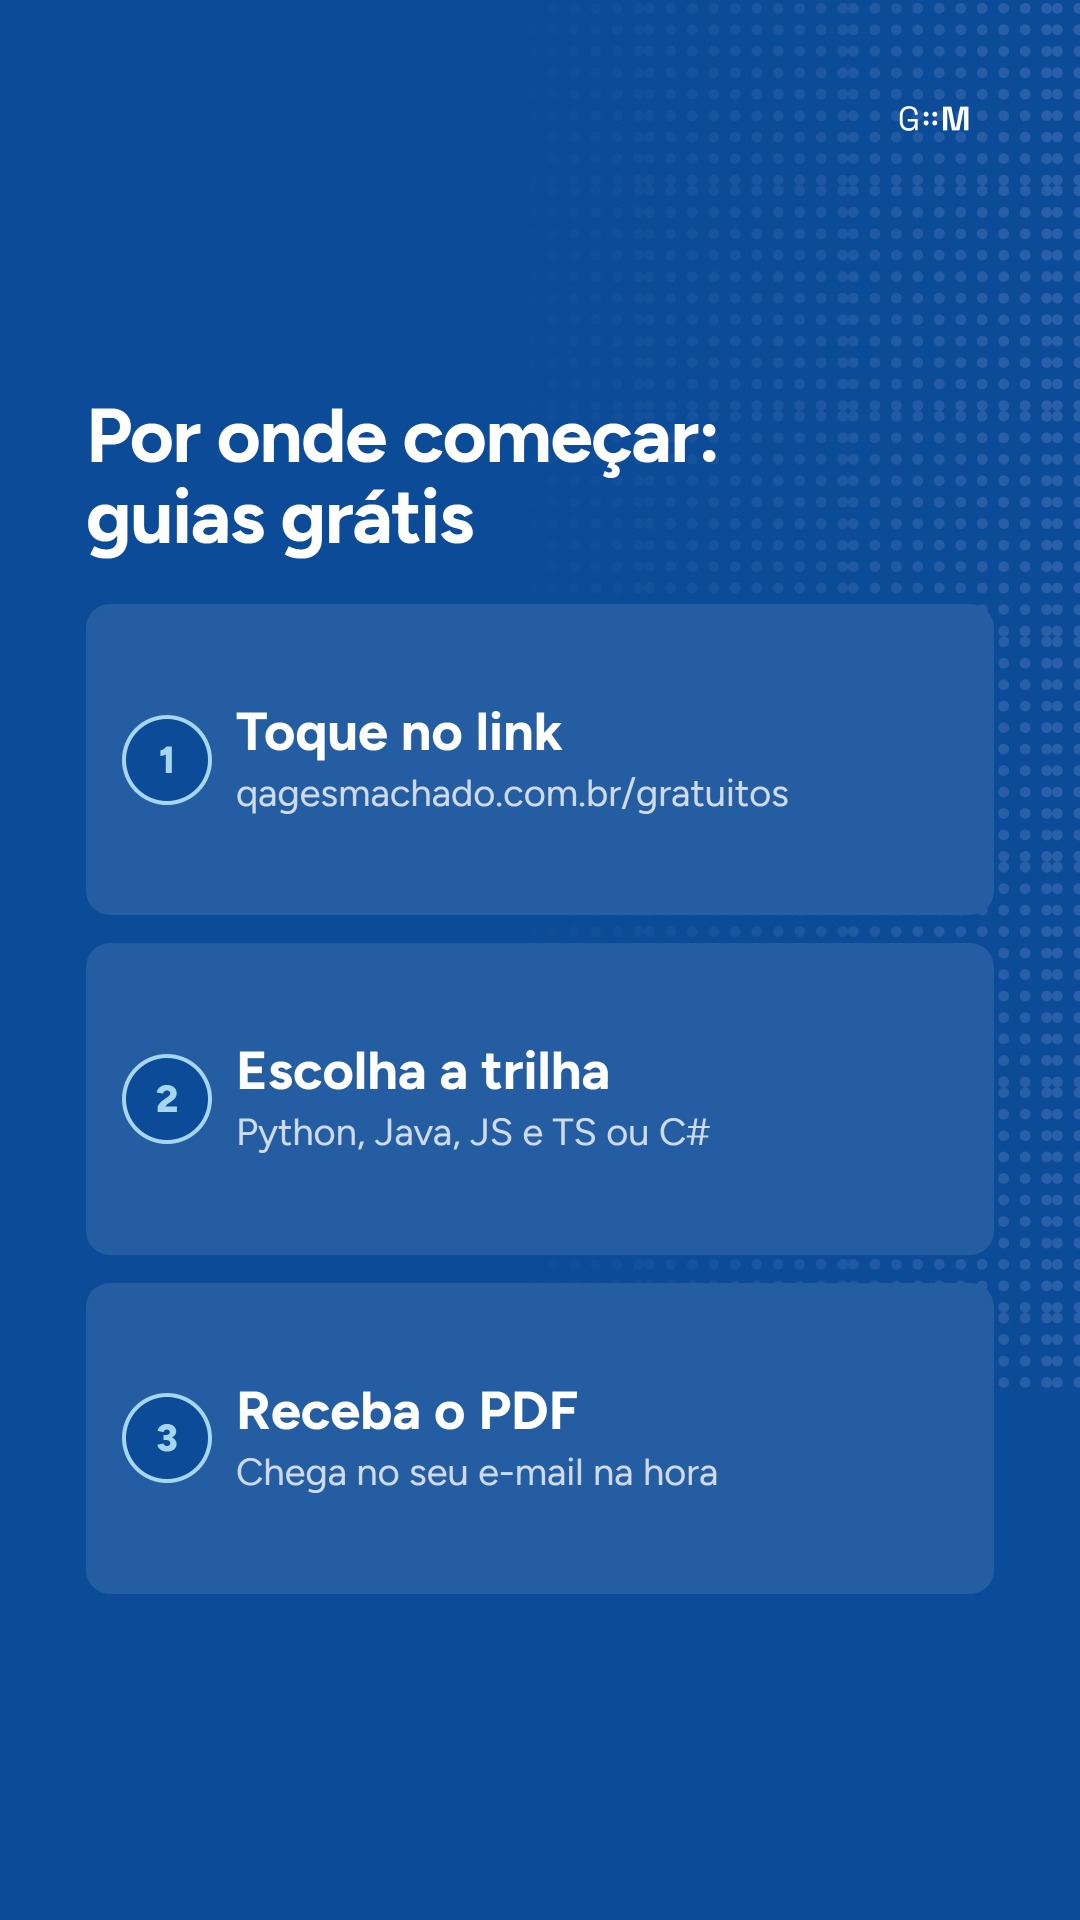 G::M
Por onde começar:
guias grátis
1
Toque no link
qagesmachado.com.br/gratuitos
2
Escolha a trilha
Python, Java, JS e TS ou C#
3
Receba o PDF
Chega no seu e-mail na hora